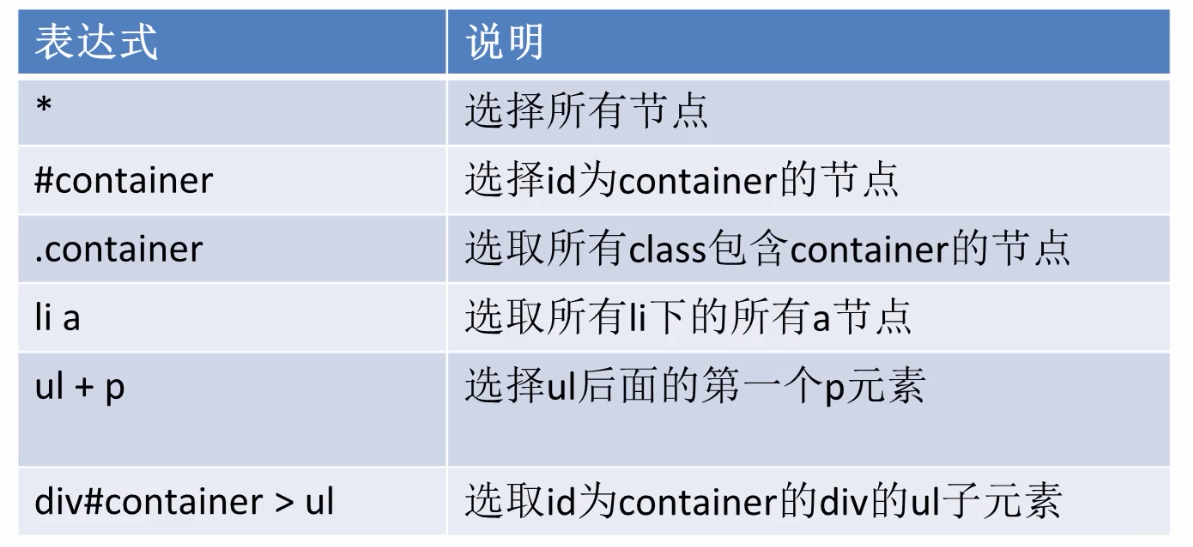 表达式 说明
* 选择所有节点
#container 选择id为container的节点
.container 选取所有class包含container的节点
li a 选取所有li下的所有a节点
ul + p 选择ul后面的第一个p元素
div#container > ul 选取id为container的div的ul子元素